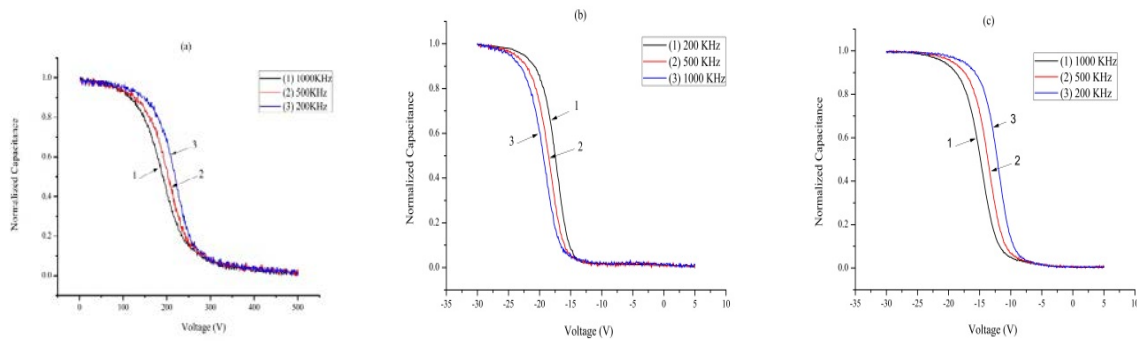 (a)
(1) 1000KHz
(2) 500KHz
(3) 200KHz
1.0
0.8
0.6
0.4
0.2
0.0
Normalized Capacitance
3
1
2
0
100
200
300
400
500
Voltage (V)
(b)
(1) 200 KHz
(2) 500 KHz
(3) 1000 KHz
1.0
0.8
0.6
0.4
0.2
0.0
Normalized Capacitance
1
3
2
-35
-30
-25
-20
-15
-10
-5
0
5
10
Voltage (V)
(c)
(1) 1000 KHz
(2) 500 KHz
(3) 200 KHz
1.0
0.8
0.6
0.4
0.2
0.0
Normalized Capacitance
3
1
2
-35
-30
-25
-20
-15
-10
-5
0
5
10
Voltage (V)